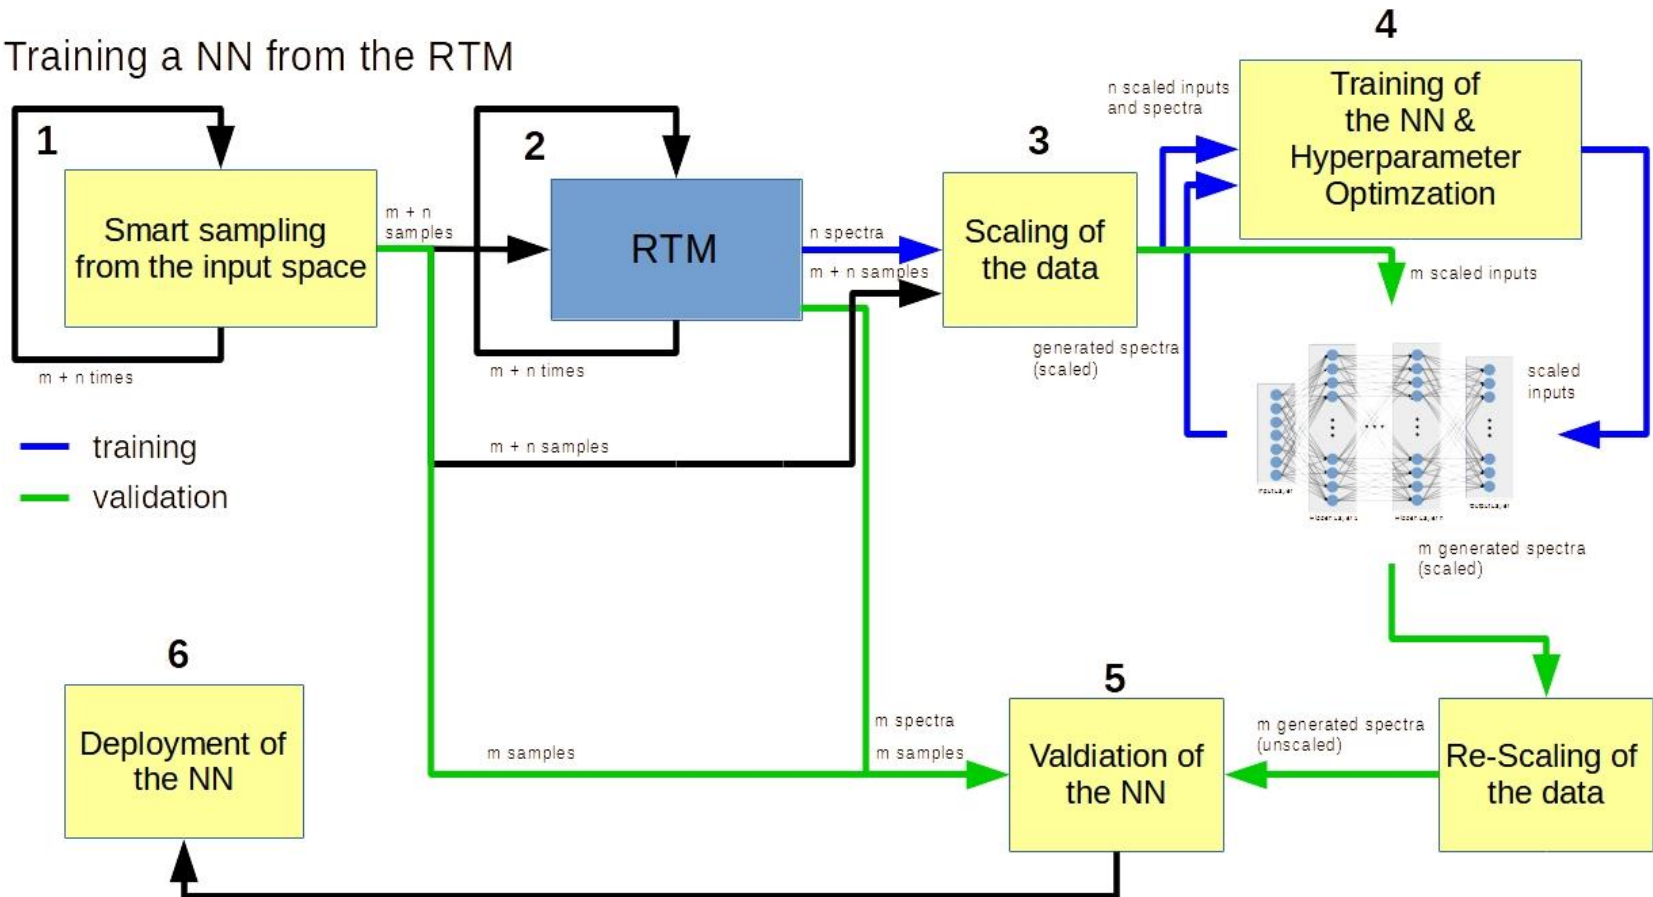 Training a NN from the RTM
1
Smart sampling
from the input space
m + n times
m + n
samples
2
RTM
m + n times
m + n samples
n spectra
m + n samples
3
Scaling of
the data
4
Training of
the NN &
Hyperparameter
Optimzation
n scaled inputs
and spectra
m scaled inputs
generated spectra
(scaled)
scaled
inputs
training
validation
m generated spectra
(scaled)
6
Deployment of
the NN
m samples
m spectra
m samples
5
Valdiation of
the NN
m generated spectra
(unscaled)
Re-Scaling of
the data